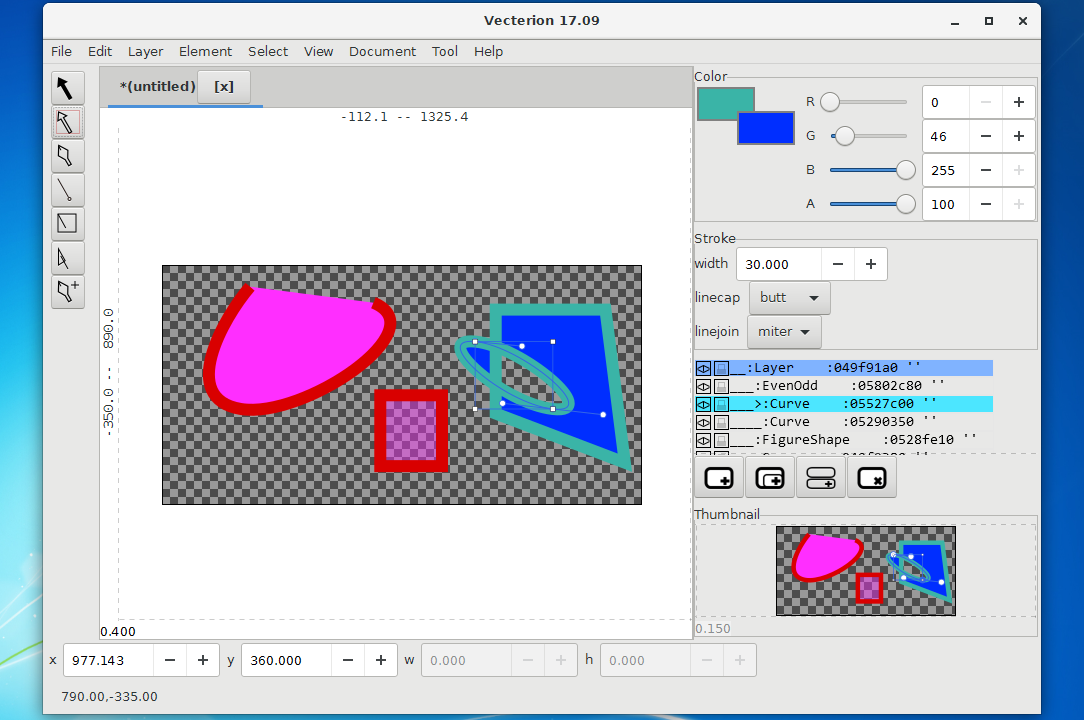 Vecterion 17.09
File Edit Layer Element Select View Document Tool Help
*(untitled) [x]
-112.1 -- 1325.4
-350.0 -- 890.0
0.400
Color
R 0
G 46
B 255
A 100
Stroke
width 30.000
linecap butt
linejoin miter
__:Layer :049f91a0 ''
___:EvenOdd :05802c80 ''
___>:Curve :05527c00 ''
____:Curve :05290350 ''
___:FigureShape :0528fe10 ''
Thumbnail
0.150
x 977.143 y 360.000 w 0.000 h 0.000
790.00,-335.00